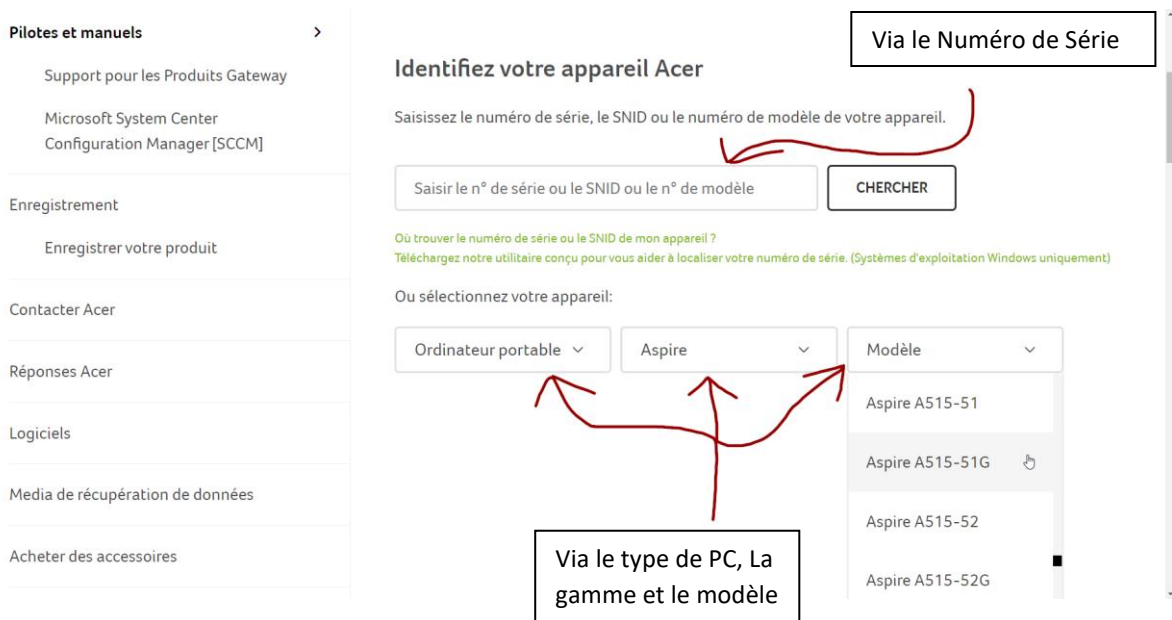 Pilotes et manuels
Support pour les Produits Gateway
Microsoft System Center
Configuration Manager [SCCM]
Enregistrement
Enregistrer votre produit
Contacter Acer
Réponses Acer
Logiciels
Media de récupération de données
Acheter des accessoires
Via le Numéro de Série
Identifiez votre appareil Acer
Saisissez le numéro de série, le SNID ou le numéro de modèle de votre appareil.
Saisir le n° de série ou le SNID ou le n° de modèle
CHERCHER
Où trouver le numéro de série ou le SNID de mon appareil ?
Téléchargez notre utilitaire conçu pour vous aider à localiser votre numéro de série. (Systèmes d'exploitation Windows uniquement)
Ou sélectionnez votre appareil:
Ordinateur portable
Aspire
Modèle
Aspire A515-51
Aspire A515-51G
Aspire A515-52
Aspire A515-52G
Via le type de PC, La
gamme et le modèle